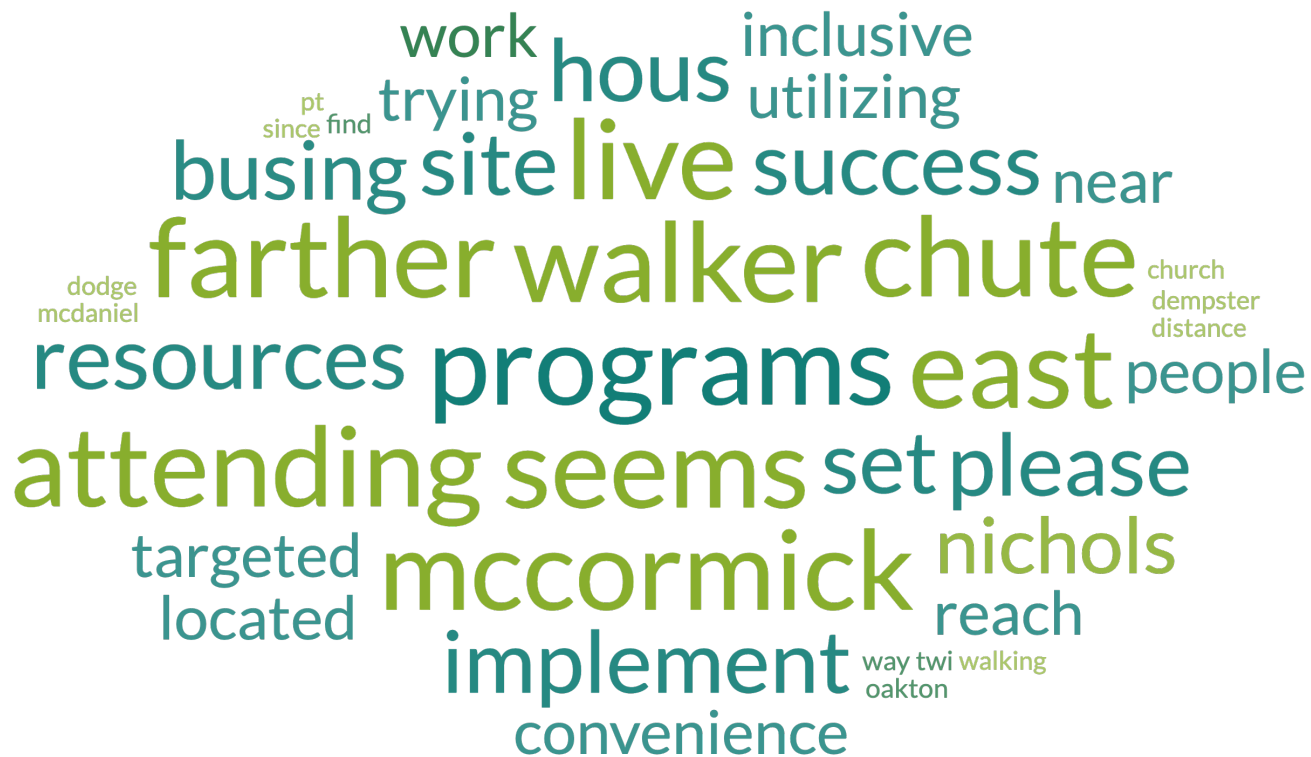 work hous inclusive
trying utilizing
pt
since find
busing site live success near
farther walker chute
church
dodge
mcdaniel
dempster
distance
resources programs east people
attending seems set please
targeted mccormick nichols
located reach
implement way twi walking
oakton
convenience